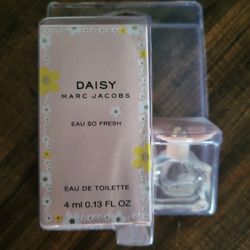 DAISY
MARC JACOBS
EAU SO FRESH
EAU DE TOILETTE
4 ml 0.13 FL OZ